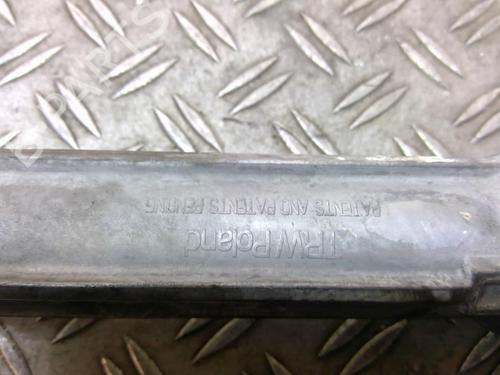 TRW Poland
PATENTS AND PATENTS PENDING